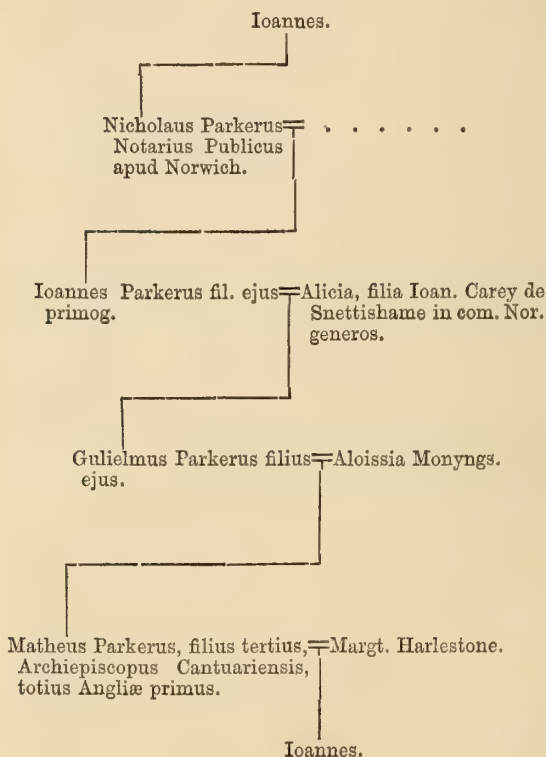 Ioannes.
Nicholaus Parkerus . . . . . .
Notarius Publicus
apud Norwich.
Ioannes Parkerus fil. ejus Alicia, filia Ioan. Carey de
primog. Snettishame in com. Nor.
generos.
Gulielmus Parkerus filius Aloissia Monyngs.
ejus.
Matheus Parkerus, filius tertius, Margt. Harlestone.
Archiepiscopus Cantuariensis,
totius Angliæ primus.
Ioannes.